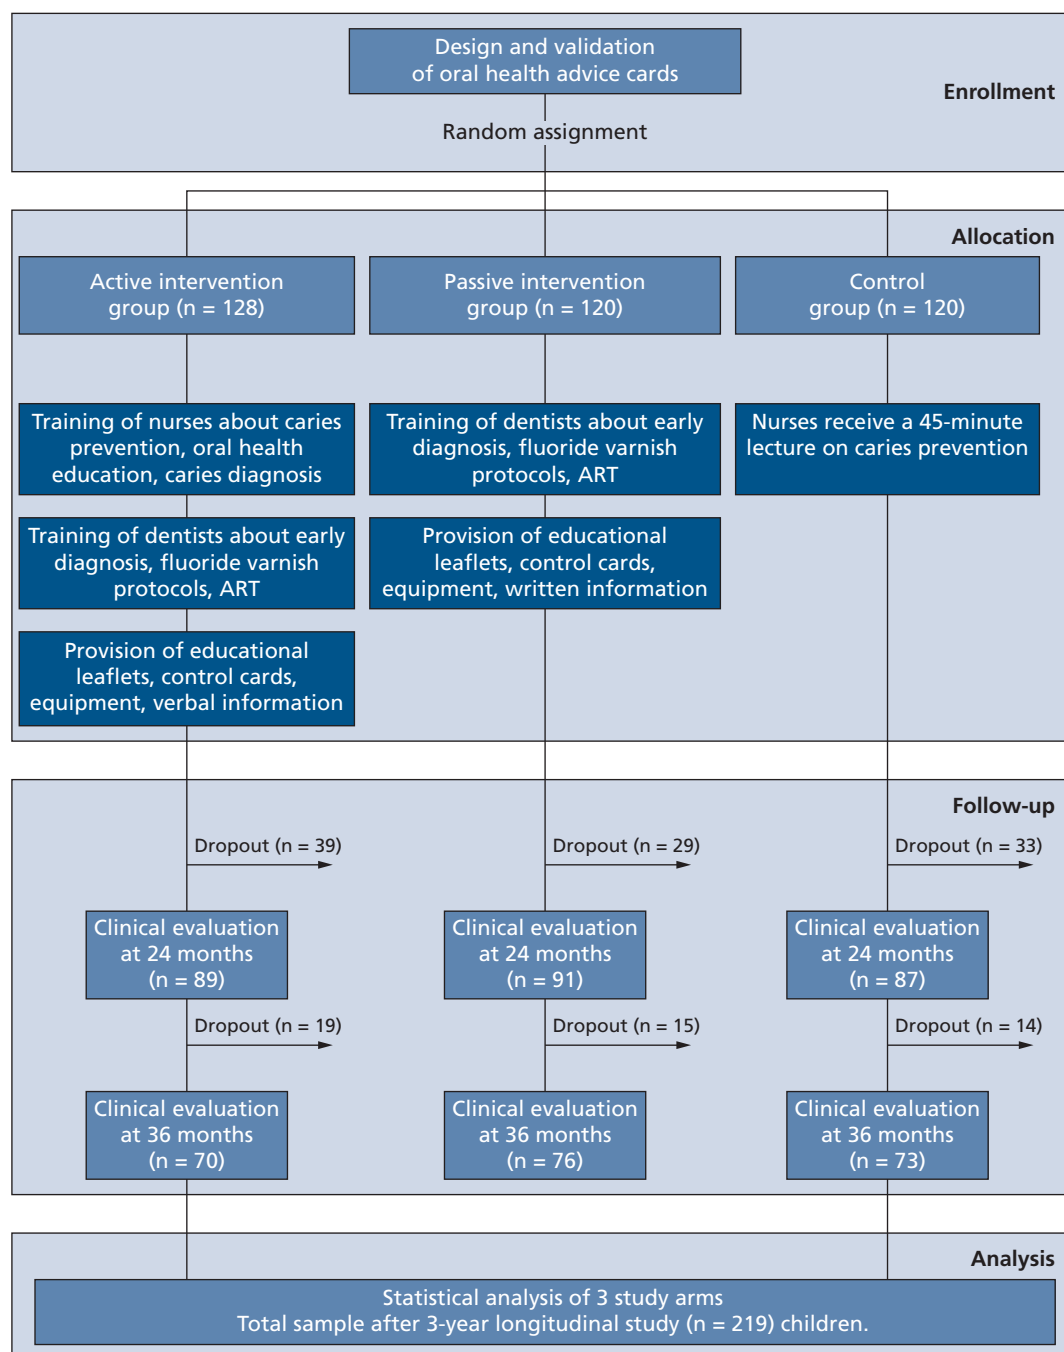 Design and validation
of oral health advice cards
Enrollment
Random assignment
Allocation
Active intervention
group (n = 128)
Passive intervention
group (n = 120)
Control
group (n = 120)
Training of nurses about caries
prevention, oral health
education, caries diagnosis
Training of dentists about early
diagnosis, fluoride varnish
protocols, ART
Nurses receive a 45-minute
lecture on caries prevention
Training of dentists about early
diagnosis, fluoride varnish
protocols, ART
Provision of educational
leaflets, control cards,
equipment, written information
Provision of educational
leaflets, control cards,
equipment, verbal information
Follow-up
Dropout (n = 39)
Dropout (n = 29)
Dropout (n = 33)
Clinical evaluation
at 24 months
(n = 89)
Clinical evaluation
at 24 months
(n = 91)
Clinical evaluation
at 24 months
(n = 87)
Dropout (n = 19)
Dropout (n = 15)
Dropout (n = 14)
Clinical evaluation
at 36 months
(n = 70)
Clinical evaluation
at 36 months
(n = 76)
Clinical evaluation
at 36 months
(n = 73)
Analysis
Statistical analysis of 3 study arms
Total sample after 3-year longitudinal study (n = 219) children.